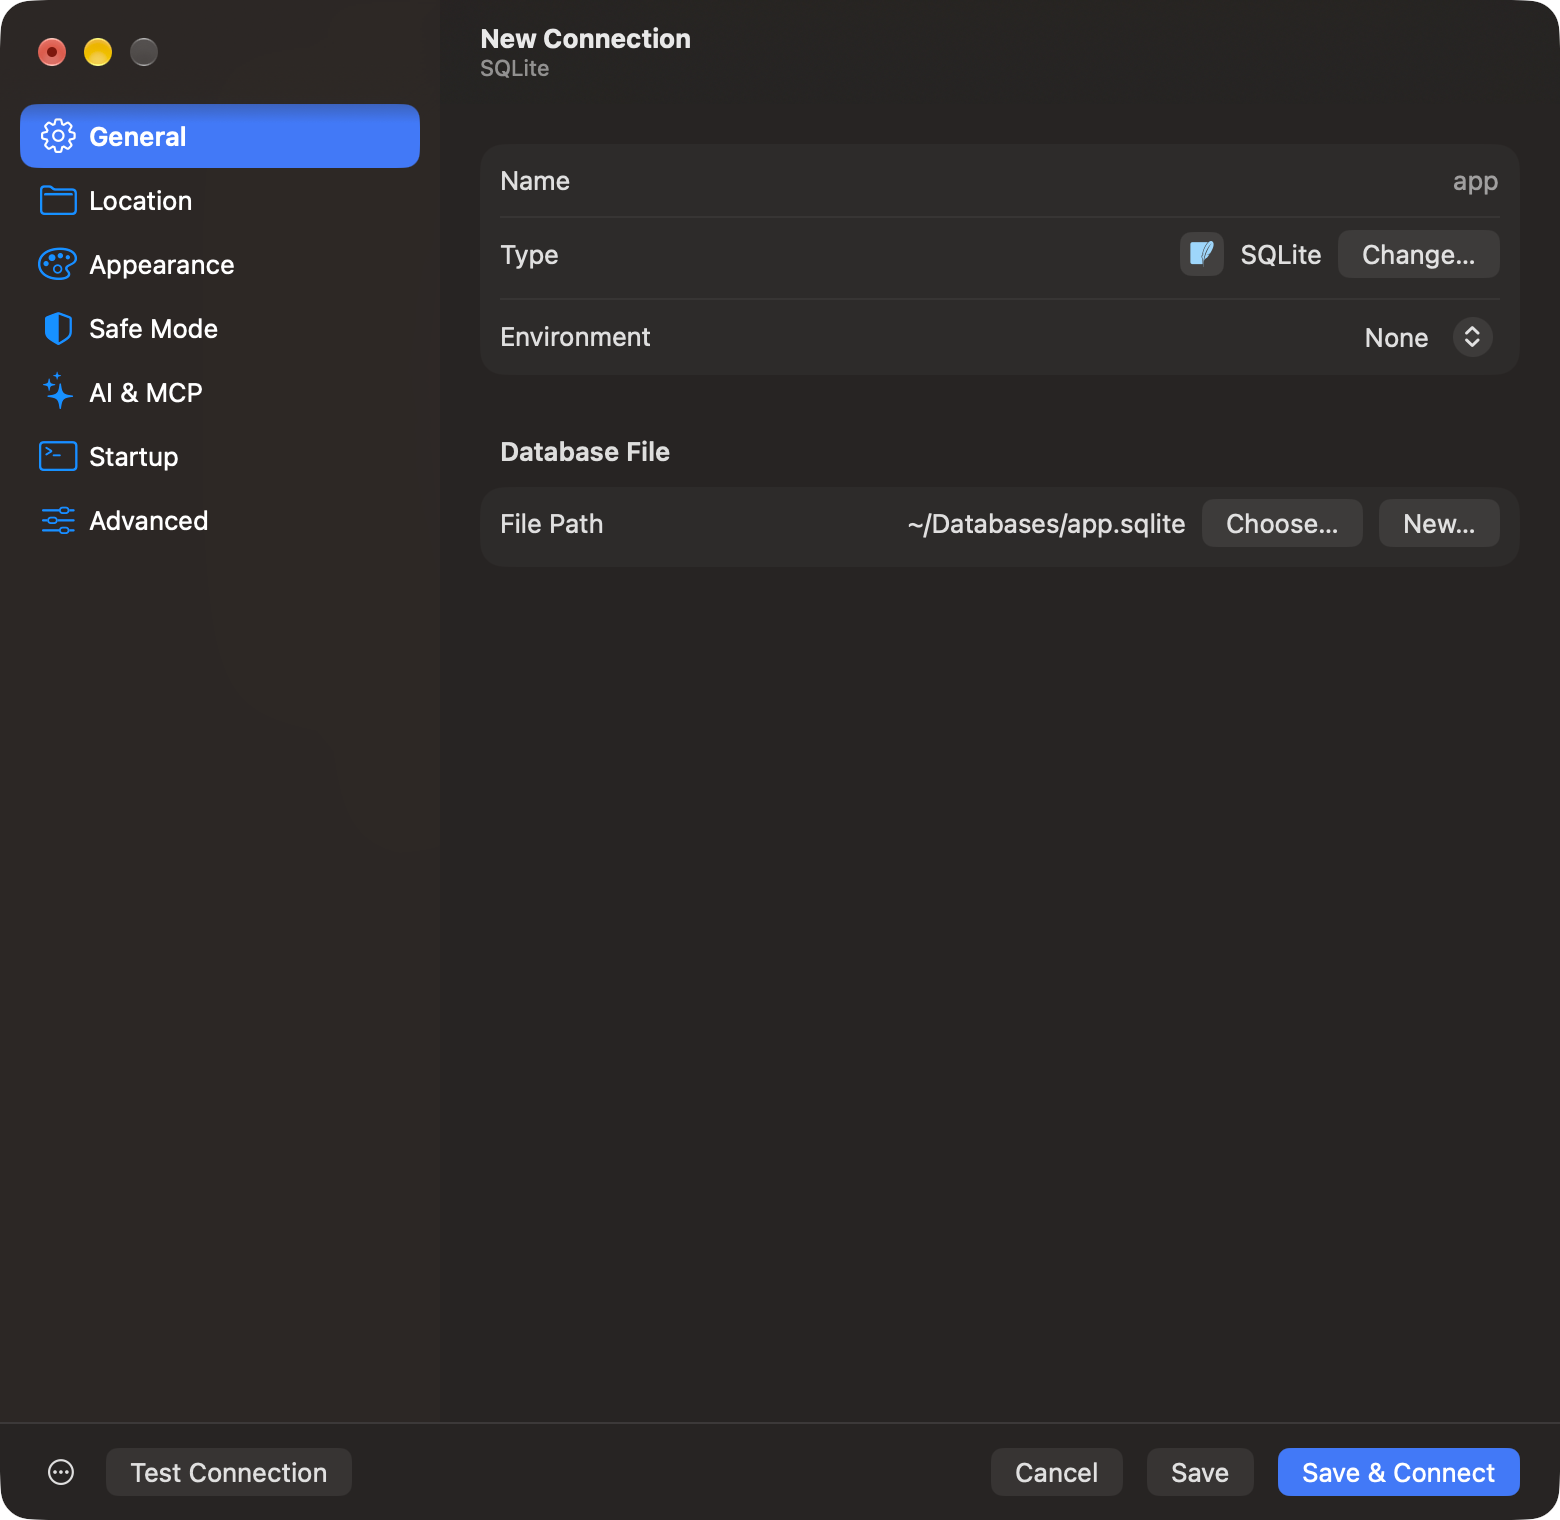 New Connection
SQLite
General
Location
Appearance
Safe Mode
AI & MCP
Startup
Advanced
Name
app
Type
SQLite
Change...
Environment
None
Database File
File Path
~/Databases/app.sqlite
Choose...
New...
Test Connection
Cancel
Save
Save & Connect